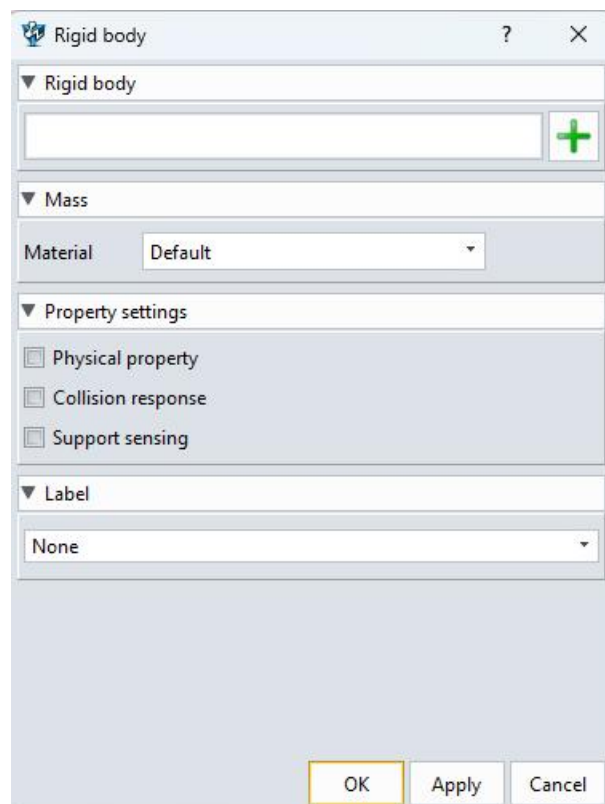 Rigid body ?
Rigid body
Mass
Material Default
Property settings
Physical property
Collision response
Support sensing
Label
None
OK Apply Cancel